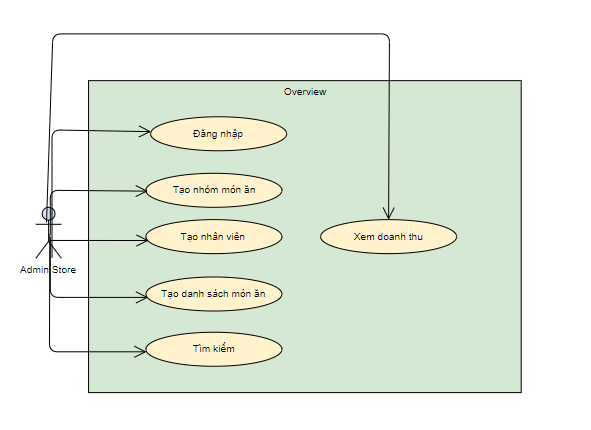 Overview
Đăng nhập
Tạo nhóm món ăn
Tạo nhân viên
Xem doanh thu
Admin Store
Tạo danh sách món ăn
Tìm kiếm